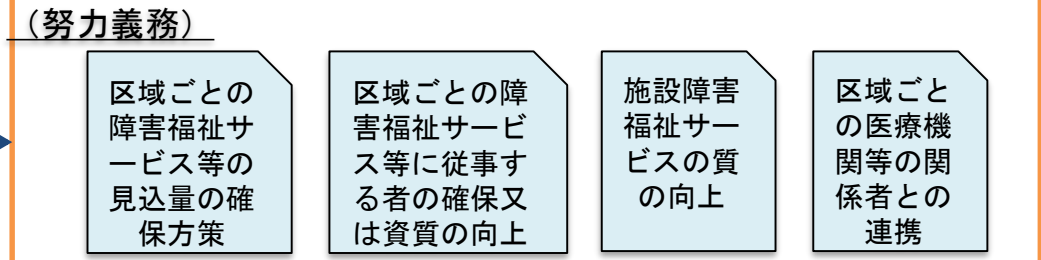 （努力義務）
区域ごとの
障害福祉サ
ービス等の
見込量の確
保方策
区域ごとの障
害福祉サービ
ス等に従事す
る者の確保又
は資質の向上
施設障害
福祉サー
ビスの質
の向上
区域ごと
の医療機
関等の関
係者との
連携